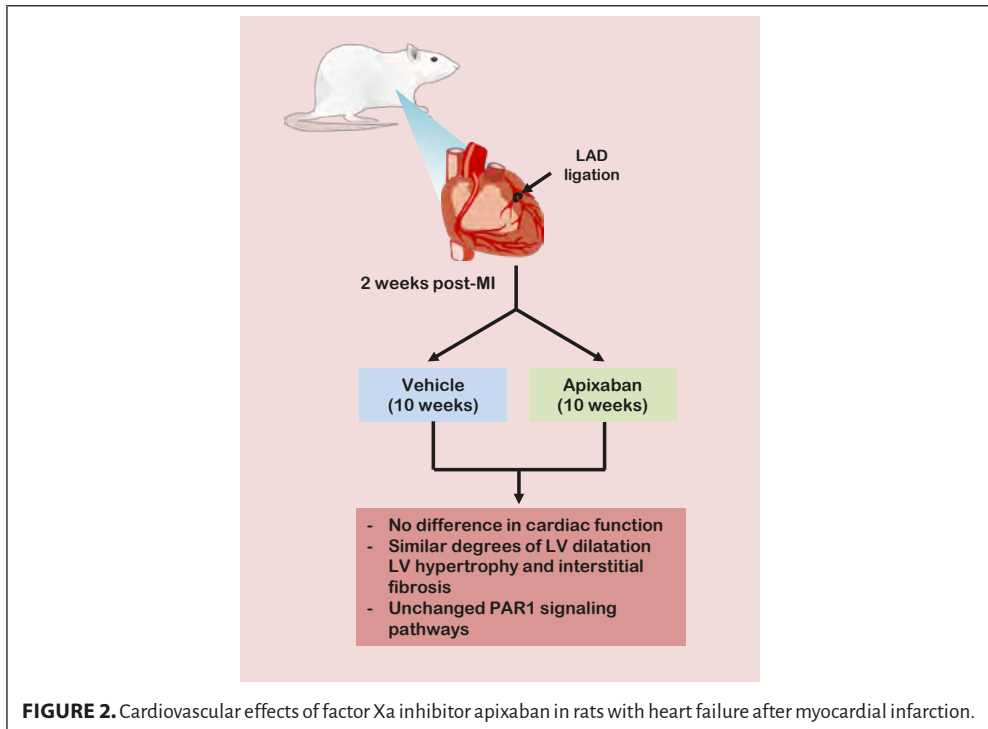 LAD
ligation
2 weeks post-MI
Vehicle
(10 weeks)
Apixaban
(10 weeks)
- No difference in cardiac function
- Similar degrees of LV dilatation
LV hypertrophy and interstitial
fibrosis
- Unchanged PAR1 signaling
pathways
FIGURE 2. Cardiovascular effects of factor Xa inhibitor apixaban in rats with heart failure after myocardial infarction.